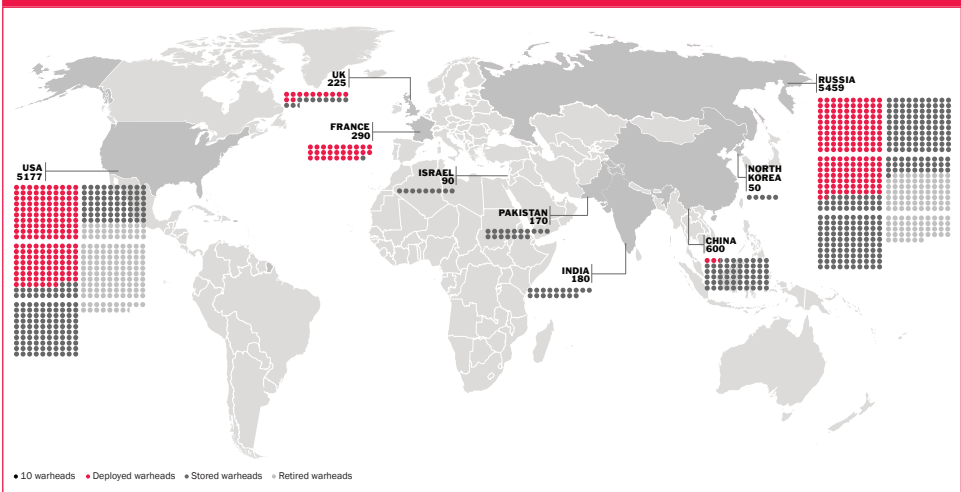 UK
225
FRANCE
290
USA
5177
ISRAEL
90
PAKISTAN
170
INDIA
180
RUSSIA
5459
NORTH
KOREA
50
CHINA
600
10 warheads Deployed warheads Stored warheads Retired warheads